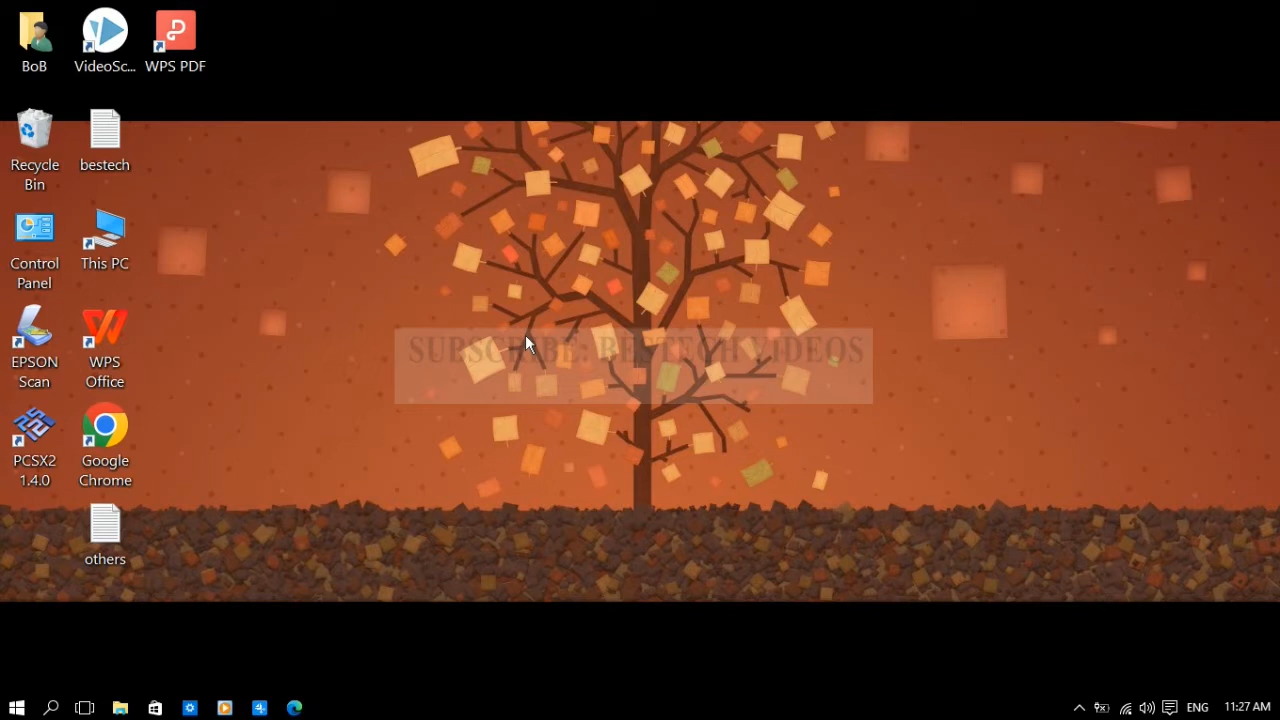 BoB
VideoSc...
WPS PDF
Recycle
Bin
bestech
Control
Panel
This PC
EPSON
Scan
WPS
Office
PCSX2
1.4.0
Google
Chrome
others
SUBSCRIBE: BESTECH VIDEOS
ENG
11:27 AM